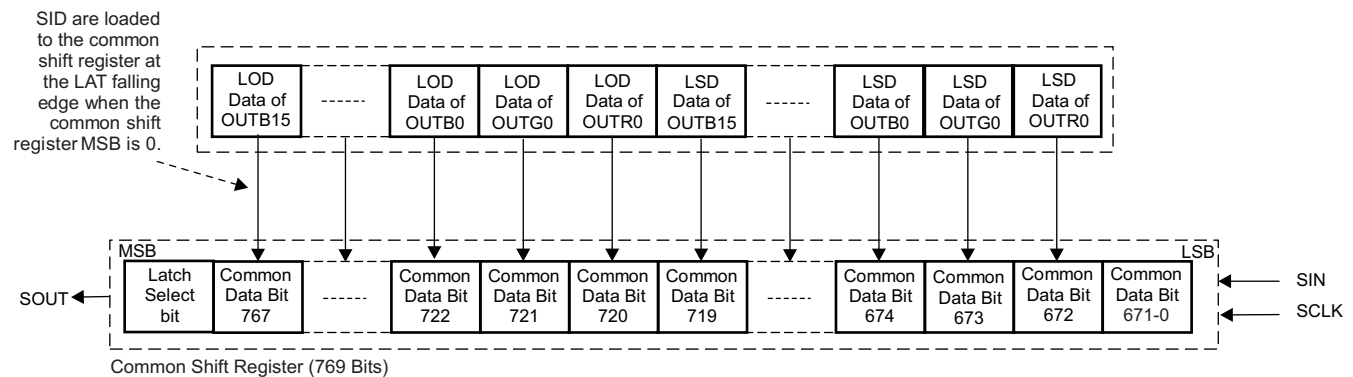 SID are loaded
to the common
shift register at
the LAT falling
edge when the
common shift
register MSB is 0.
LOD
Data of
OUTB15
LOD
Data of
OUTB0
LOD
Data of
OUTG0
LOD
Data of
OUTR0
LSD
Data of
OUTB15
LSD
Data of
OUTB0
LSD
Data of
OUTG0
LSD
Data of
OUTR0
MSB
LSB
SOUT
Latch
Select
bit
Common
Data Bit
767
Common
Data Bit
722
Common
Data Bit
721
Common
Data Bit
720
Common
Data Bit
719
Common
Data Bit
674
Common
Data Bit
673
Common
Data Bit
672
Common
Data Bit
671-0
SIN
SCLK
Common Shift Register (769 Bits)